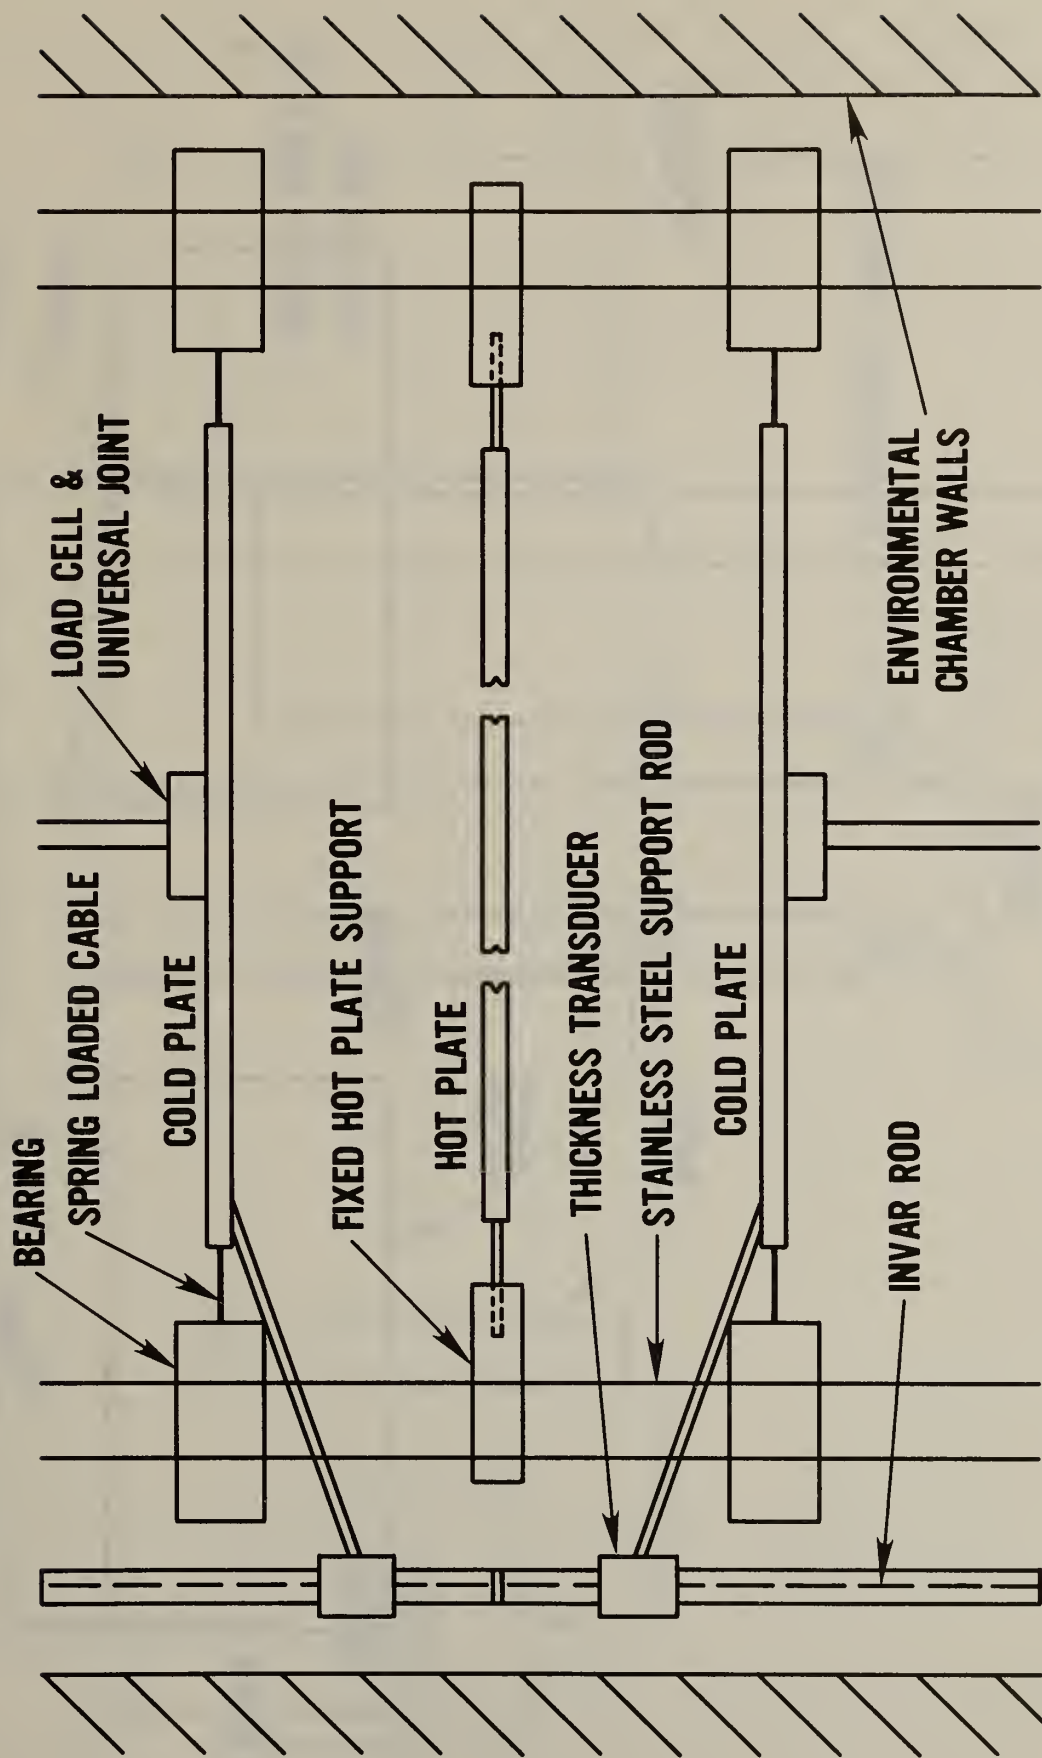 BEARING
SPRING LOADED CABLE
LOAD CELL &
UNIVERSAL JOINT
COLD PLATE
FIXED HOT PLATE SUPPORT
HOT PLATE
THICKNESS TRANSDUCER
STAINLESS STEEL SUPPORT ROD
COLD PLATE
ENVIRONMENTAL
CHAMBER WALLS
INVAR ROD